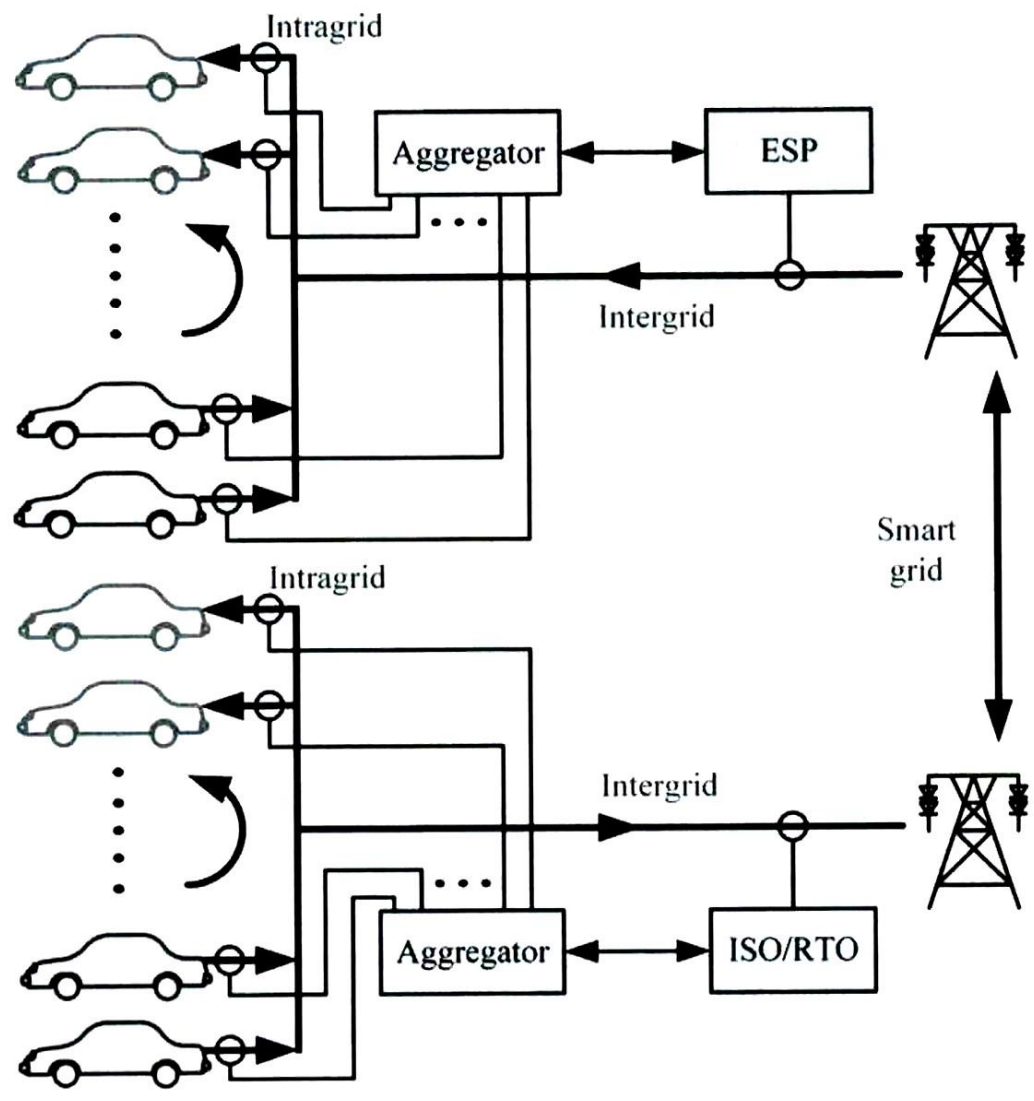 Intragrid
Aggregator
ESP
Intergrid
Smart
grid
Intragrid
Intergrid
Aggregator
ISO/RTO